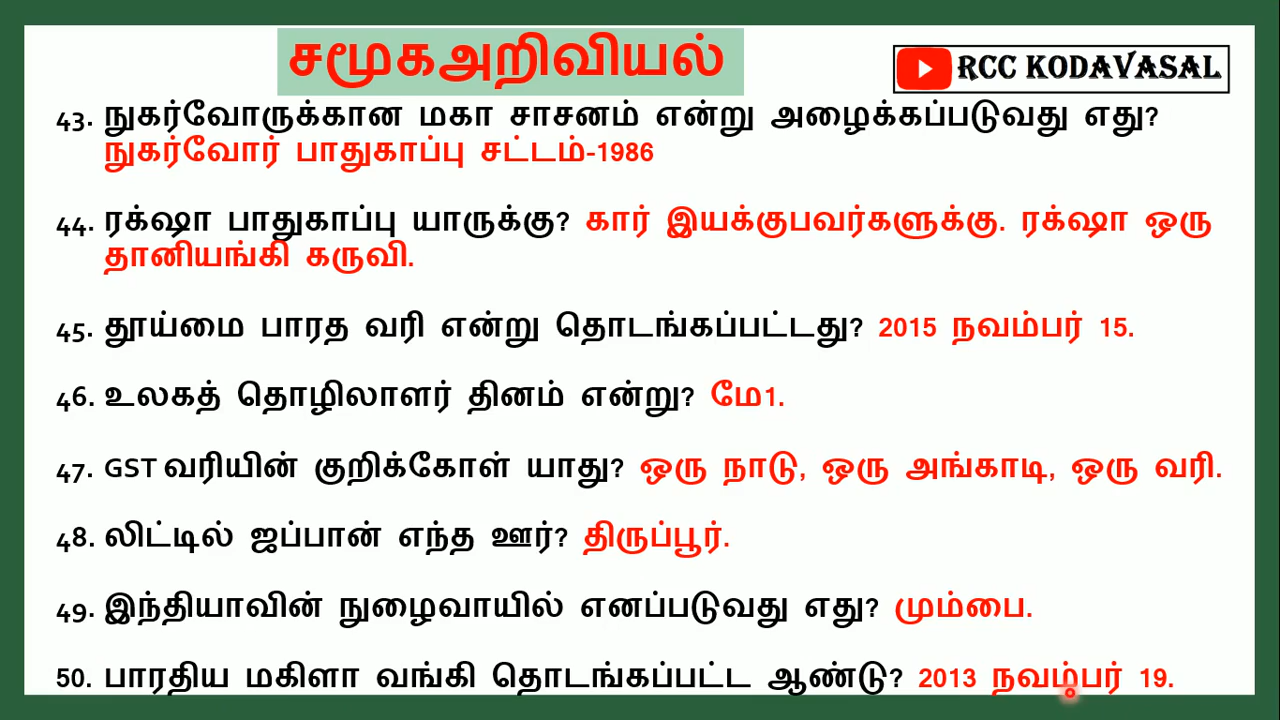 சமூகஅறிவியல்
RCC KODAVASAL
43. நுகர்வோருக்கான மகா சாசனம் என்று அழைக்கப்படுவது எது?
நுகர்வோர் பாதுகாப்பு சட்டம்-1986
44. ரக்‌ஷா பாதுகாப்பு யாருக்கு? கார் இயக்குபவர்களுக்கு. ரக்‌ஷா ஒரு
தானியங்கி கருவி.
45. தூய்மை பாரத வரி என்று தொடங்கப்பட்டது? 2015 நவம்பர் 15.
46. உலகத் தொழிலாளர் தினம் என்று? மே1.
47. GST வரியின் குறிக்கோள் யாது? ஒரு நாடு, ஒரு அங்காடி, ஒரு வரி.
48. லிட்டில் ஜப்பான் எந்த ஊர்? திருப்பூர்.
49. இந்தியாவின் நுழைவாயில் எனப்படுவது எது? மும்பை.
50. பாரதிய மகிளா வங்கி தொடங்கப்பட்ட ஆண்டு? 2013 நவம்பர் 19.